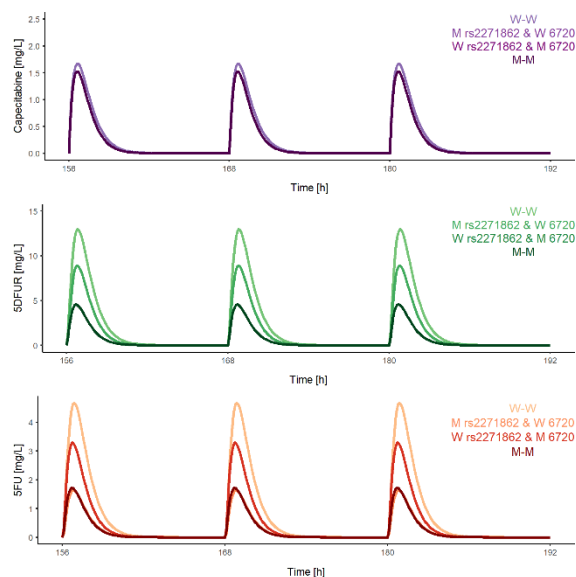 Capecitabine [mg/L]
2.5
2.0
1.5
1.0
0.5
0.0
W-W
M rs2271862 & W 6720
W rs2271862 & M 6720
M-M
156
168
180
192
Time [h]
5DFUR [mg/L]
15
10
5
0
W-W
M rs2271862 & W 6720
W rs2271862 & M 6720
M-M
156
168
180
192
Time [h]
5FU [mg/L]
4
3
2
1
0
W-W
M rs2271862 & W 6720
W rs2271862 & M 6720
M-M
156
168
180
192
Time [h]